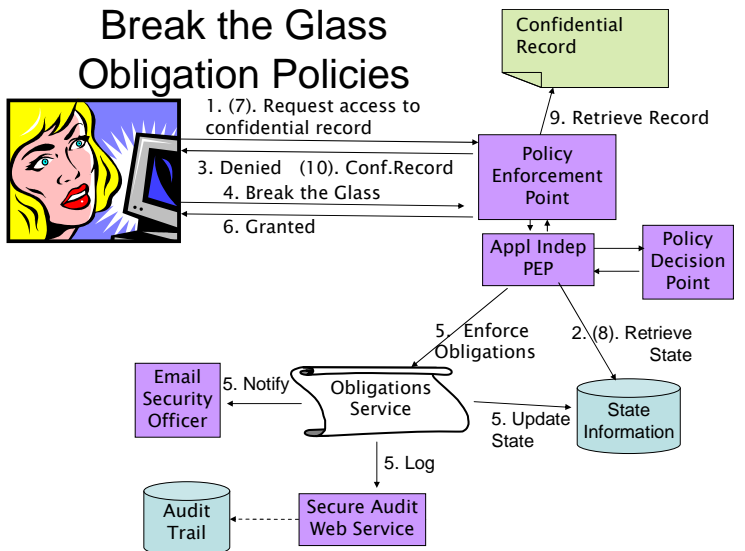 Break the Glass
Obligation Policies
Confidential
Record
1. (7). Request access to
confidential record
9. Retrieve Record
3. Denied (10). Conf.Record
Policy
Enforcement
Point
4. Break the Glass
6. Granted
Appl Indep
PEP
Policy
Decision
Point
5. Enforce
Obligations
2. (8). Retrieve
State
Email
Security
Officer
5. Notify
Obligations
Service
5. Update
State
State
Information
5. Log
Audit
Trail
Secure Audit
Web Service